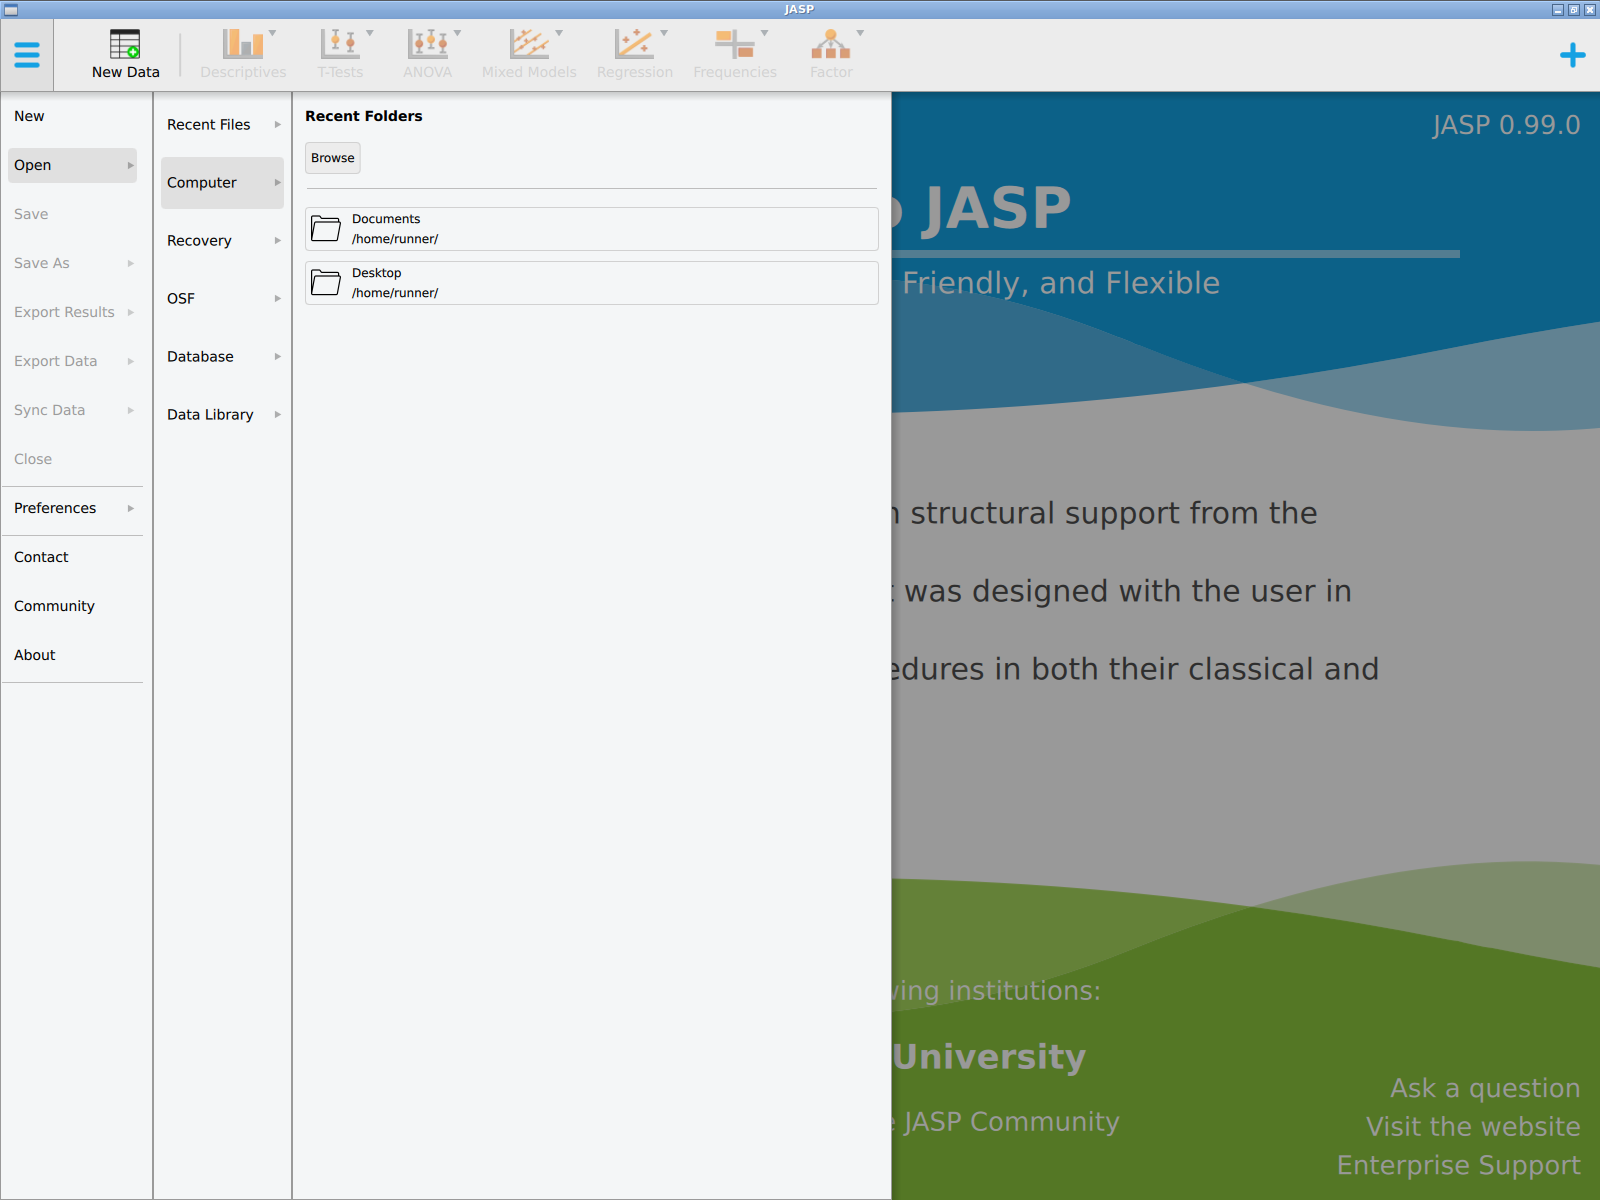 JASP
New Data
Descriptives
T-Tests
ANOVA
Mixed Models
Regression
Frequencies
Factor
New
Open
Save
Save As
Export Results
Export Data
Sync Data
Close
Preferences
Contact
Community
About
Recent Files
Computer
Recovery
OSF
Database
Data Library
Recent Folders
Browse
Documents
/home/runner/
Desktop
/home/runner/
JASP 0.99.0
JASP
Friendly, and Flexible
structural support from the
was designed with the user in
edures in both their classical and
ing institutions:
University
JASP Community
Ask a question
Visit the website
Enterprise Support